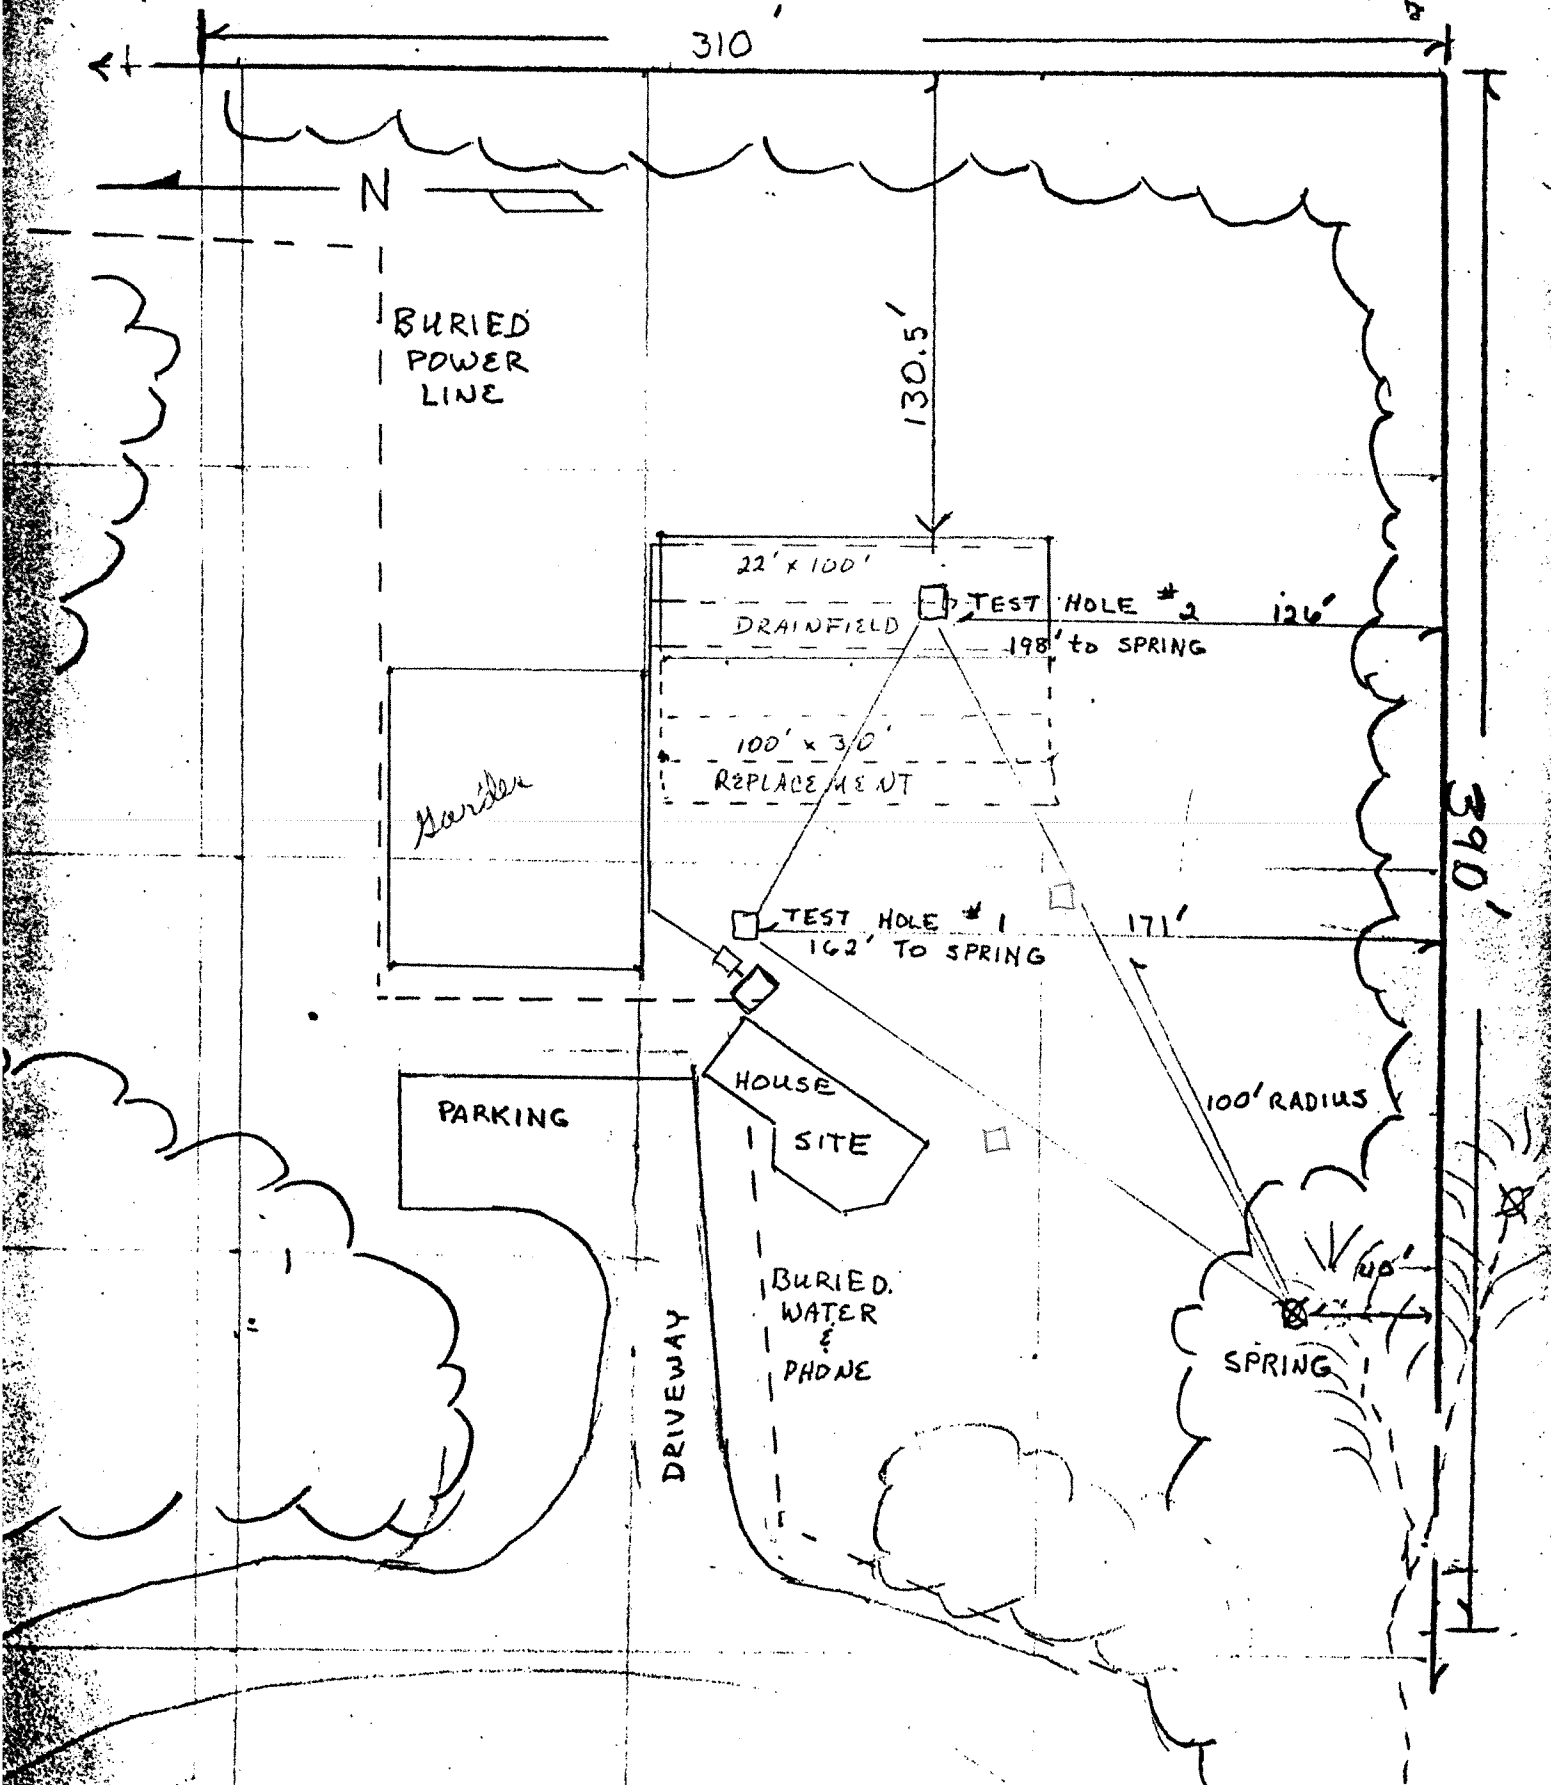 310'
N
BURIED
POWER
LINE
130.5'
22' x 100'
DRAINFIELD
TEST HOLE #2 126'
198' to SPRING
100' x 30'
REPLACEMENT
Garden
390'
TEST HOLE #1 171'
162' TO SPRING
HOUSE
SITE
PARKING
100' RADIUS
40'
SPRING
BURIED
WATER
&
PHONE
DRIVEWAY